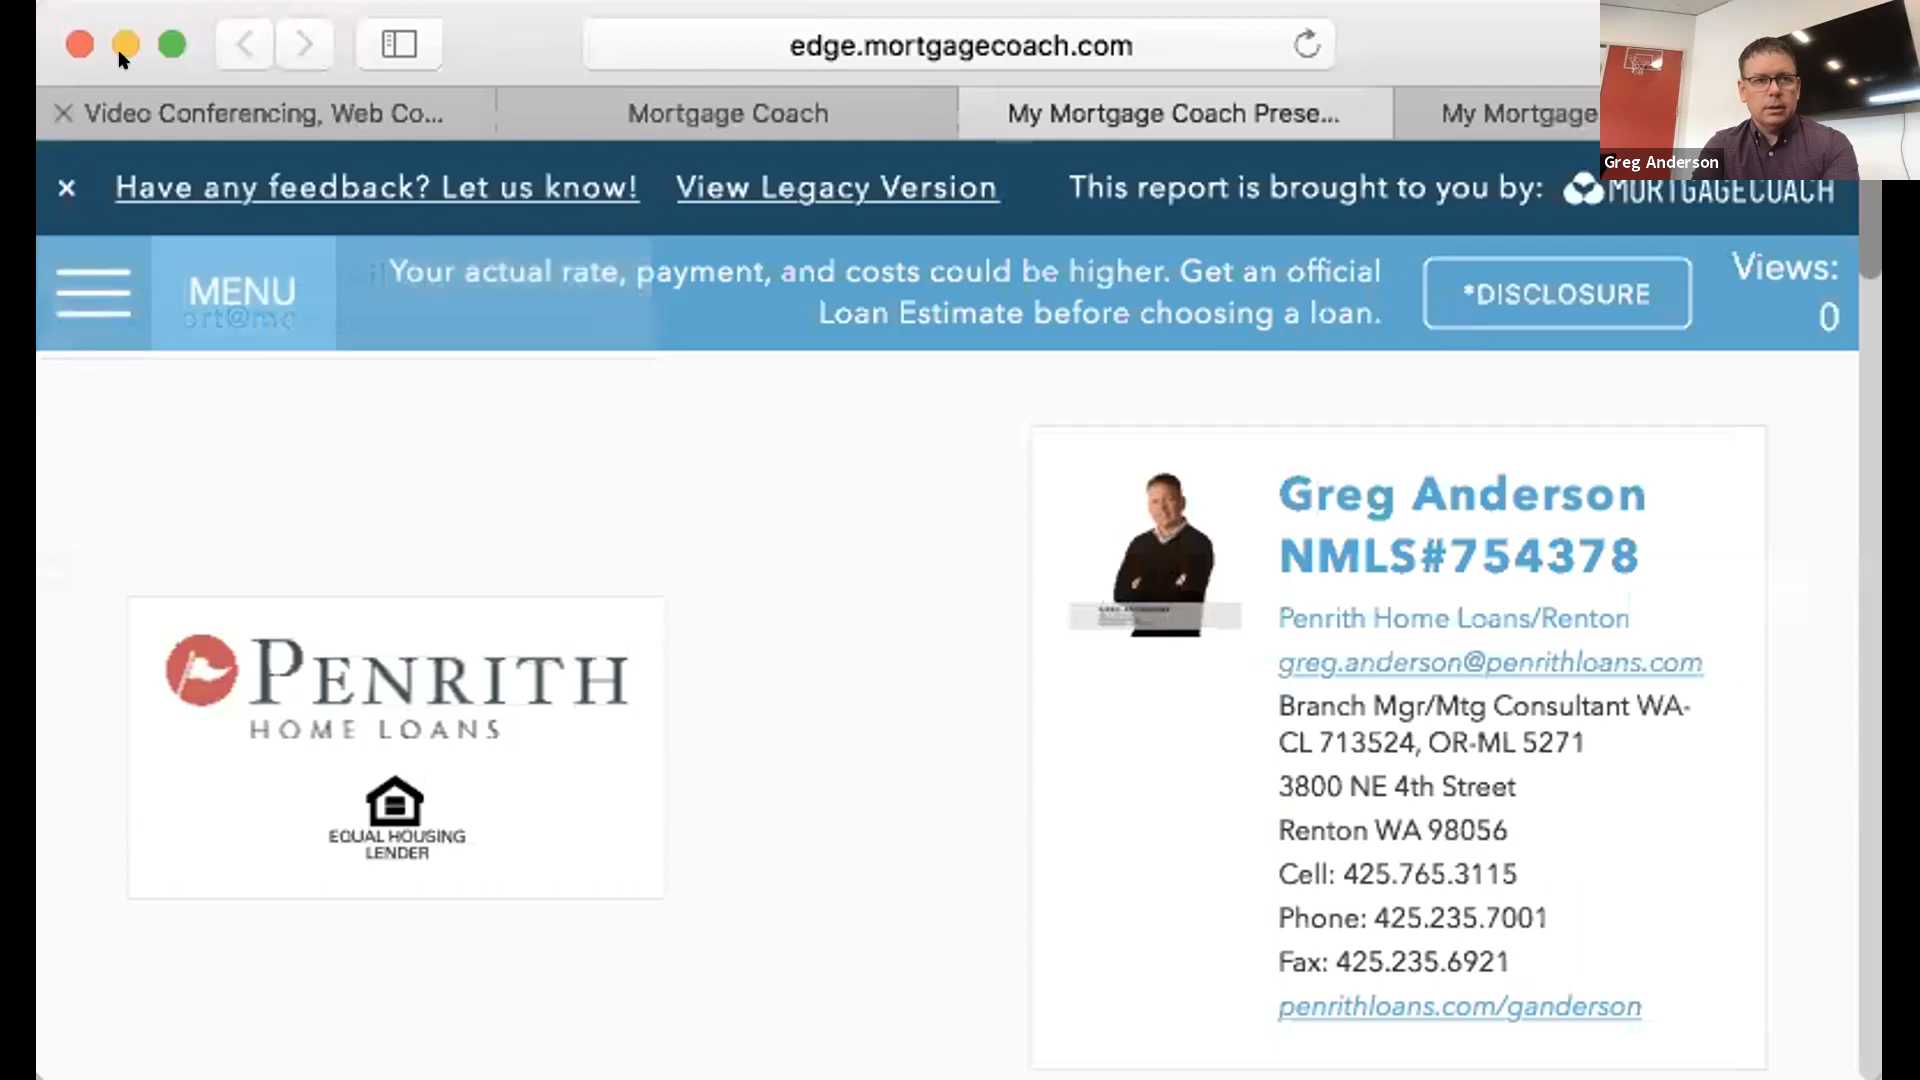 edge.mortgagecoach.com
Video Conferencing, Web Co...
Mortgage Coach
My Mortgage Coach Prese...
My Mortgage
Greg Anderson
Have any feedback? Let us know!
View Legacy Version
This report is brought to you by:
MORTGAGECOACH
MENU
Your actual rate, payment, and costs could be higher. Get an official
Loan Estimate before choosing a loan.
*DISCLOSURE
Views:
0
PENRITH
HOME LOANS
EQUAL HOUSING
LENDER
Greg Anderson
NMLS#754378
Penrith Home Loans/Renton
greg.anderson@penrithloans.com
Branch Mgr/Mtg Consultant WA-
CL 713524, OR-ML 5271
3800 NE 4th Street
Renton WA 98056
Cell: 425.765.3115
Phone: 425.235.7001
Fax: 425.235.6921
penrithloans.com/ganderson